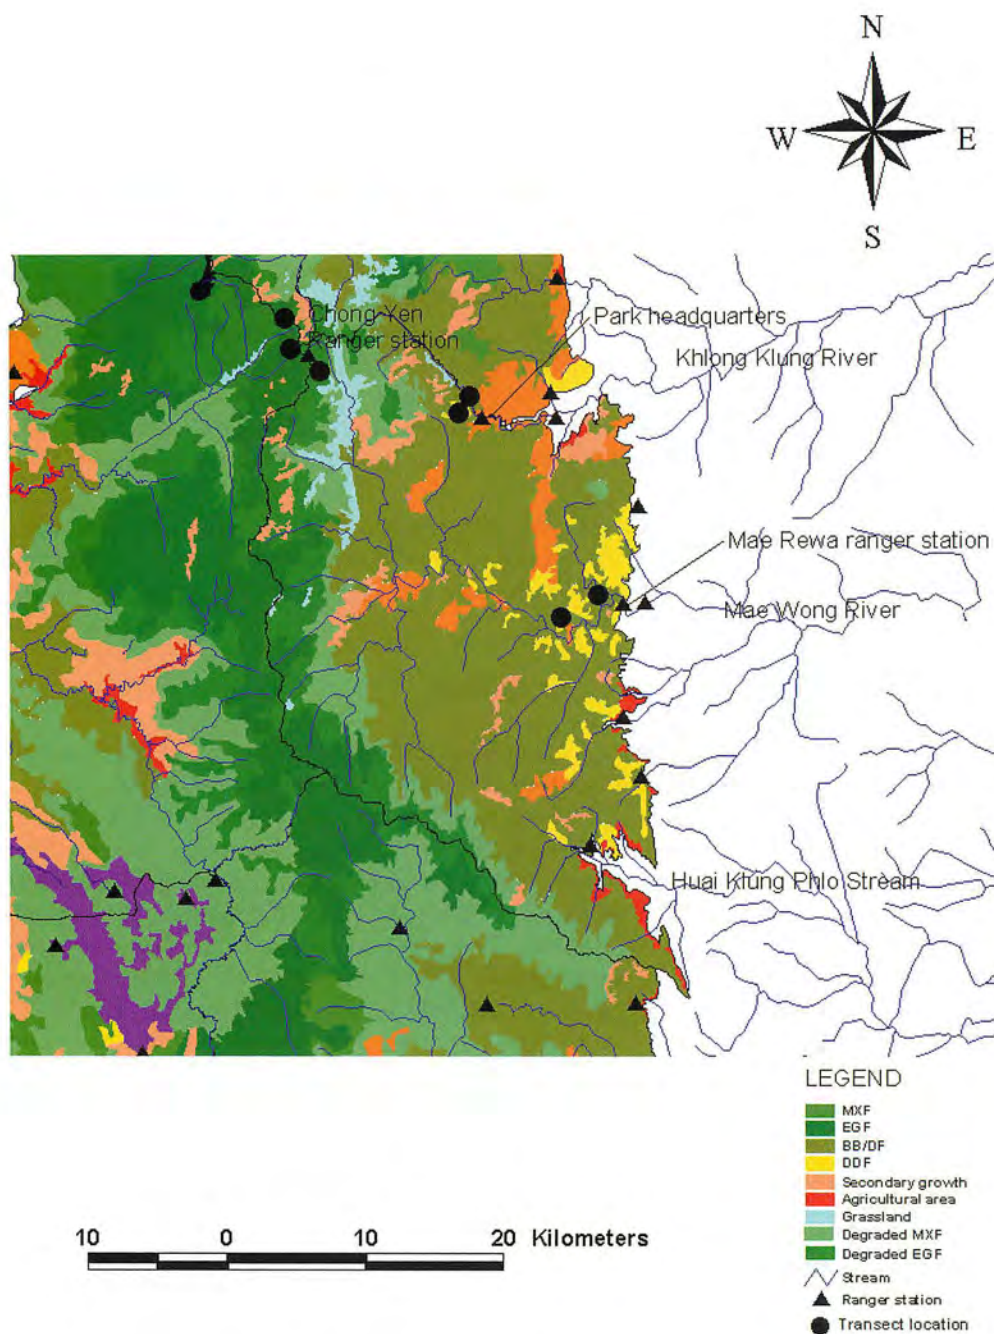 N
W E
S
Chong Yen
Ranger station
Park headquarters
Khlong Klung River
Mae Rewa ranger station
Mae Wong River
Huai Klung Phlo Stream
LEGEND
MXF
EGF
BB/DF
DDF
Secondary growth
Agricultural area
Grassland
Degraded MXF
Degraded EGF
Stream
Ranger station
Transect location
10 0 10 20 Kilometers